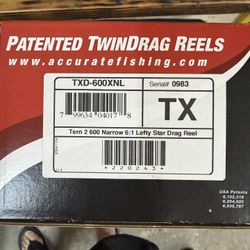 PATENTED TWINDRAG REELS
www.accuratefishing.com
TXD-600XNL
Serial# 0983
7 99634 04017 8
TX
Tern 2 600 Narrow 6:1 Lefty Star Drag Reel
*220243*
USA Patents